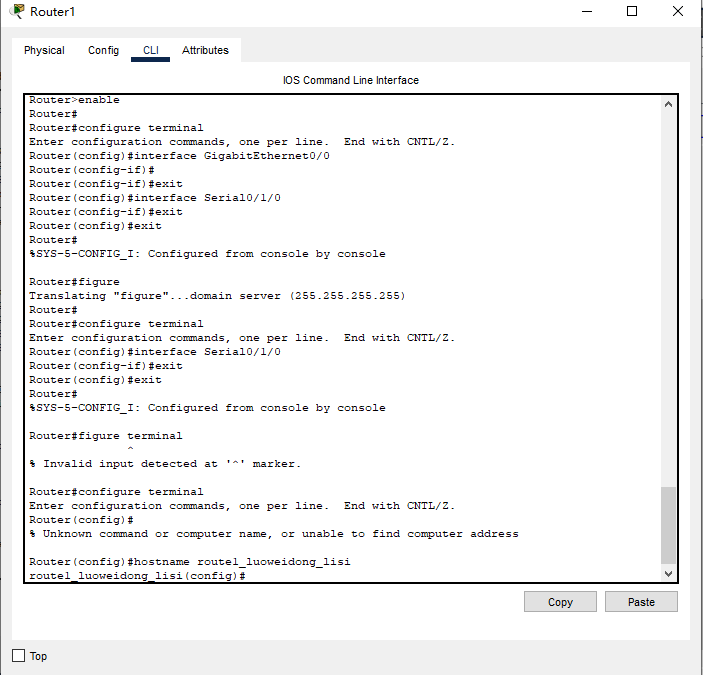 Router1
Physical Config CLI Attributes
IOS Command Line Interface
Router>enable
Router#
Router#configure terminal
Enter configuration commands, one per line.  End with CNTL/Z.
Router(config)#interface GigabitEthernet0/0
Router(config-if)#
Router(config-if)#exit
Router(config)#interface Serial0/1/0
Router(config-if)#exit
Router(config)#exit
Router#
%SYS-5-CONFIG_I: Configured from console by console
Router#figure
Translating "figure"...domain server (255.255.255.255)
Router#
Router#configure terminal
Enter configuration commands, one per line.  End with CNTL/Z.
Router(config)#interface Serial0/1/0
Router(config-if)#exit
Router(config)#exit
Router#
%SYS-5-CONFIG_I: Configured from console by console
Router#figure terminal
^
% Invalid input detected at '^' marker.
Router#configure terminal
Enter configuration commands, one per line.  End with CNTL/Z.
Router(config)#
% Unknown command or computer name, or unable to find computer address
Router(config)#hostname route1_luoweidong_lisi
route1_luoweidong_lisi(config)#
Copy Paste
Top